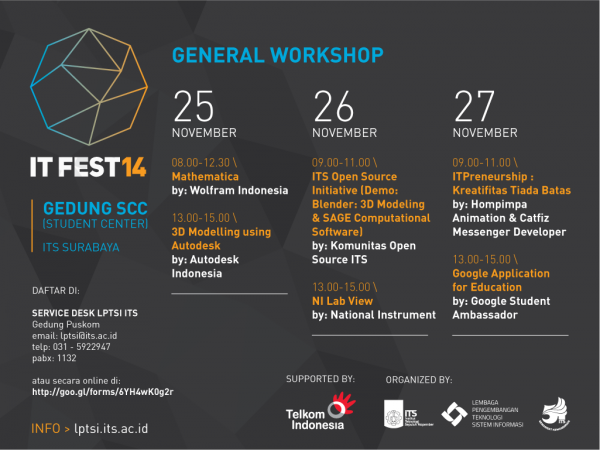 IT FEST14
GEDUNG SCC
(STUDENT CENTER)
ITS SURABAYA
DAFTAR DI:
SERVICE DESK LPTSI ITS
Gedung Puskom
email: lptsi@its.ac.id
telp: 031 - 5922947
pabx: 1132
atau secara online di:
http://goo.gl/forms/6YH4wK0g2r
INFO > lptsi.its.ac.id
GENERAL WORKSHOP
25
NOVEMBER
08.00-12.30 \
Mathematica
by: Wolfram Indonesia
13.00-15.00 \
3D Modelling using
Autodesk
by: Autodesk
Indonesia
26
NOVEMBER
09.00-11.00 \
ITS Open Source
Initiative (Demo:
Blender: 3D Modeling
& SAGE Computational
Software)
by: Komunitas Open
Source ITS
13.00-15.00 \
NI Lab View
by: National Instrument
27
NOVEMBER
09.00-11.00 \
ITPreneurship :
Kreatifitas Tiada Batas
by: Hompimpa
Animation & Catfiz
Messenger Developer
13.00-15.00 \
Google Application
for Education
by: Google Student
Ambassador
SUPPORTED BY:
Telkom
Indonesia
ORGANIZED BY:
ITS
Institut
Teknologi
Sepuluh Nopember
LEMBAGA
PENGEMBANGAN
TEKNOLOGI
SISTEM INFORMASI